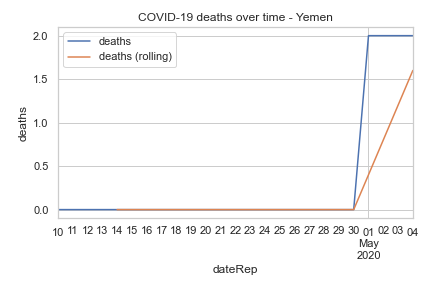 COVID-19 deaths over time - Yemen
deaths
deaths (rolling)
2.0
1.5
1.0
0.5
0.0
deaths
10 11 12 13 14 15 16 17 18 19 20 21 22 23 24 25 26 27 28 29 30 01 02 03 04
May
2020
dateRep